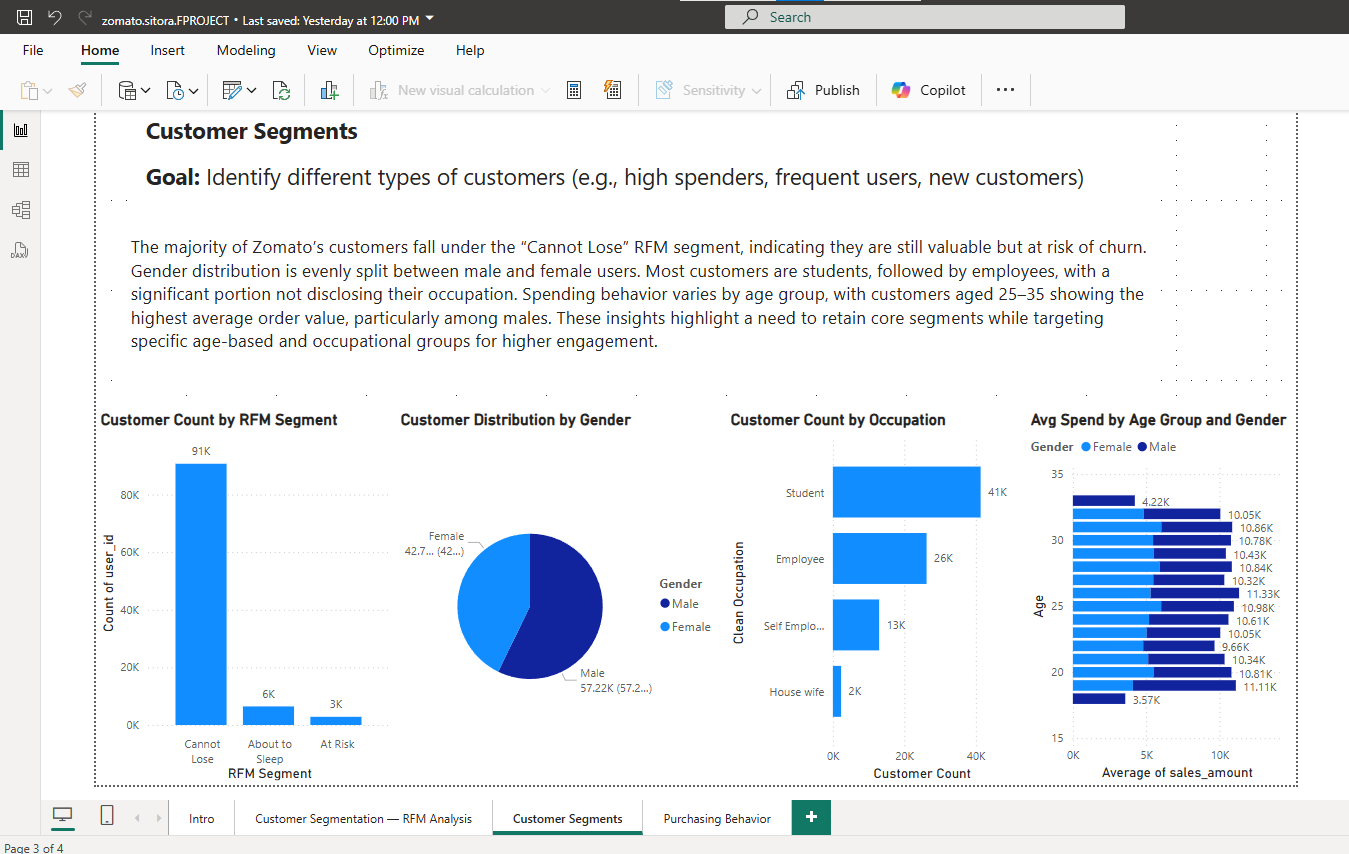 zomato.sitora.FPROJECT • Last saved: Yesterday at 12:00 PM
Search
File Home Insert Modeling View Optimize Help
New visual calculation Sensitivity Publish Copilot
Customer Segments
Goal: Identify different types of customers (e.g., high spenders, frequent users, new customers)
The majority of Zomato’s customers fall under the “Cannot Lose” RFM segment, indicating they are still valuable but at risk of churn.
Gender distribution is evenly split between male and female users. Most customers are students, followed by employees, with a
significant portion not disclosing their occupation. Spending behavior varies by age group, with customers aged 25–35 showing the
highest average order value, particularly among males. These insights highlight a need to retain core segments while targeting
specific age-based and occupational groups for higher engagement.
Customer Count by RFM Segment
Count of user_id
80K
60K
40K
20K
0K
91K
6K
3K
Cannot
Lose
About to
Sleep
At Risk
RFM Segment
Customer Distribution by Gender
Female
42.7... (42...)
Male
57.22K (57.2...)
Gender
Male
Female
Customer Count by Occupation
Clean Occupation
Student
41K
Employee
26K
Self Emplo...
13K
House wife
2K
0K 20K 40K
Customer Count
Avg Spend by Age Group and Gender
Gender Female Male
Age
35
30
25
20
15
4.22K
10.05K
10.86K
10.78K
10.43K
10.84K
10.32K
11.33K
10.98K
10.61K
10.05K
9.66K
10.34K
10.81K
11.11K
3.57K
0K 5K 10K
Average of sales_amount
DAX
Intro
Customer Segmentation — RFM Analysis
Customer Segments
Purchasing Behavior
Page 3 of 4